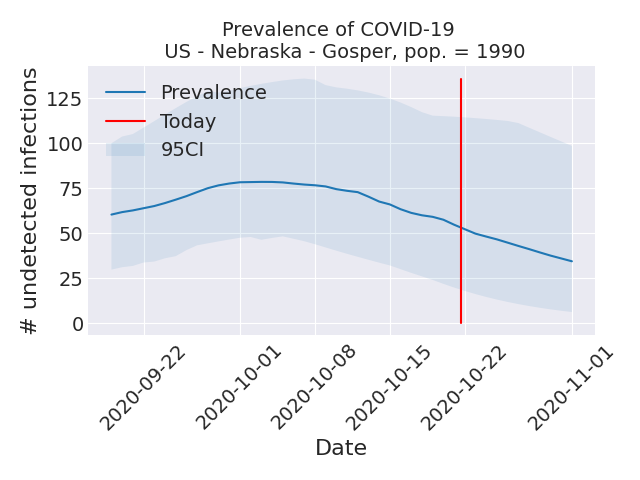 Prevalence of COVID-19
US - Nebraska - Gosper, pop. = 1990
# undetected infections
125
100
75
50
25
0
Prevalence
Today
95CI
2020-09-22
2020-10-01
2020-10-08
2020-10-15
2020-10-22
2020-11-01
Date